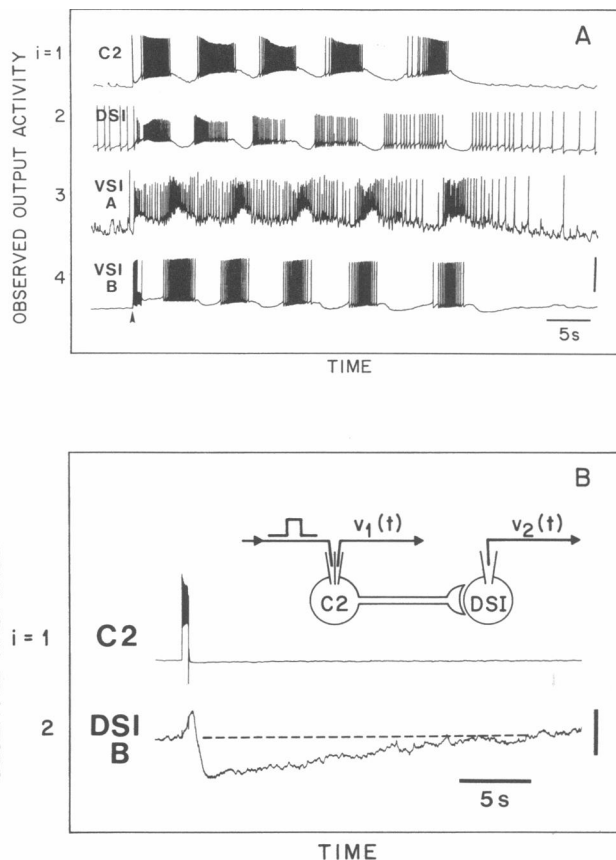 A
OBSERVED OUTPUT ACTIVITY
i=1
C2
2
DSI
3
VSI
A
4
VSI
B
5s
TIME
B
v₁(t)
v₂(t)
C2
DSI
i=1
C2
2
DSI
B
5s
TIME